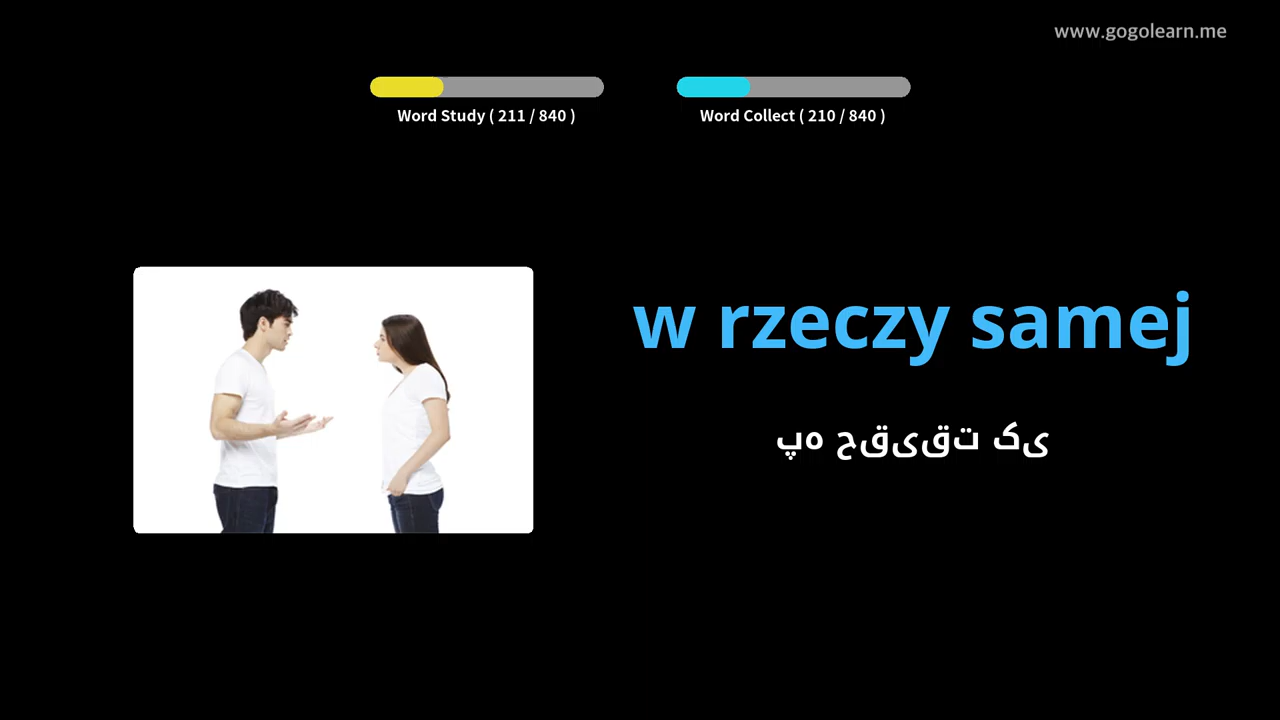 www.gogolearn.me
Word Study ( 211 / 840 )
Word Collect ( 210 / 840 )
w rzeczy samej
په حقیقت کی